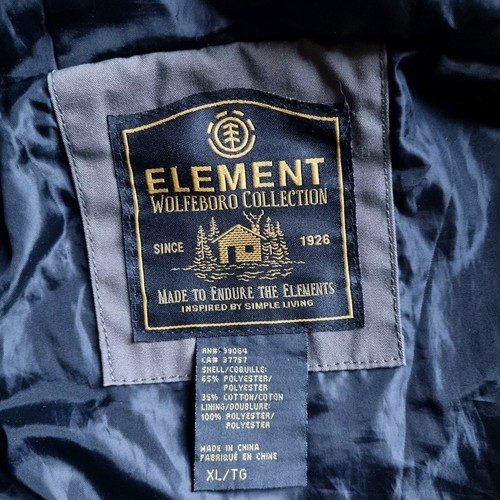 ELEMENT
WOLFEBORO COLLECTION
SINCE 1926
MADE TO ENDURE THE ELEMENTS
INSPIRED BY SIMPLE LIVING
RN# 99064
CA# 37757
SHELL/COQUILLE:
65% POLYESTER/
POLYESTER
35% COTTON/COTON
LINING/DOUBLURE:
100% POLYESTER/
POLYESTER
MADE IN CHINA
FABRIQUÉ EN CHINE
XL/TG